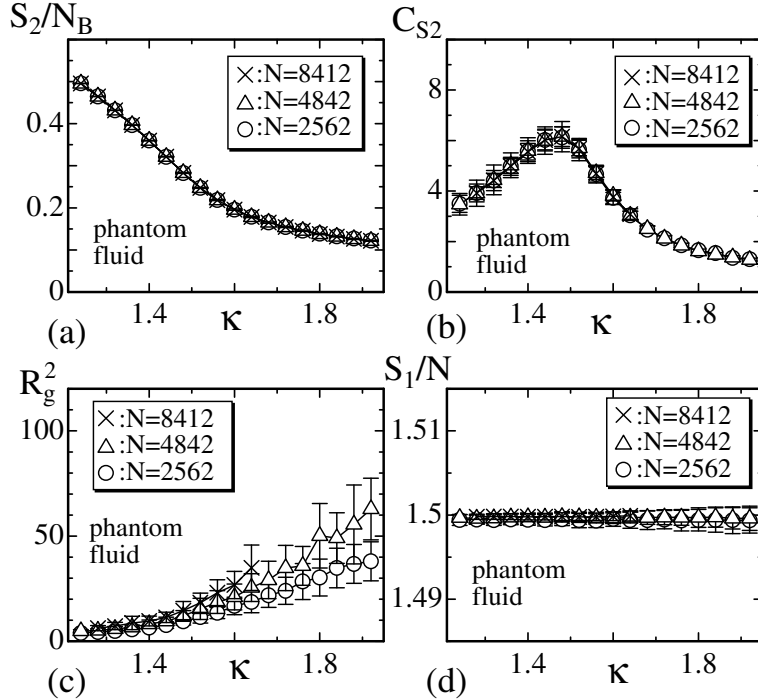 S2/NB
0.4
0.2
0
×:N=8412
△:N=4842
○:N=2562
phantom
fluid
(a)
1.4
κ
1.8
CS2
8
4
0
×:N=8412
△:N=4842
○:N=2562
phantom
fluid
(b)
1.4
κ
1.8
Rg2
100
50
0
×:N=8412
△:N=4842
○:N=2562
phantom
fluid
(c)
1.4
κ
1.8
S1/N
1.51
1.5
1.49
×:N=8412
△:N=4842
○:N=2562
phantom
fluid
(d)
1.4
κ
1.8